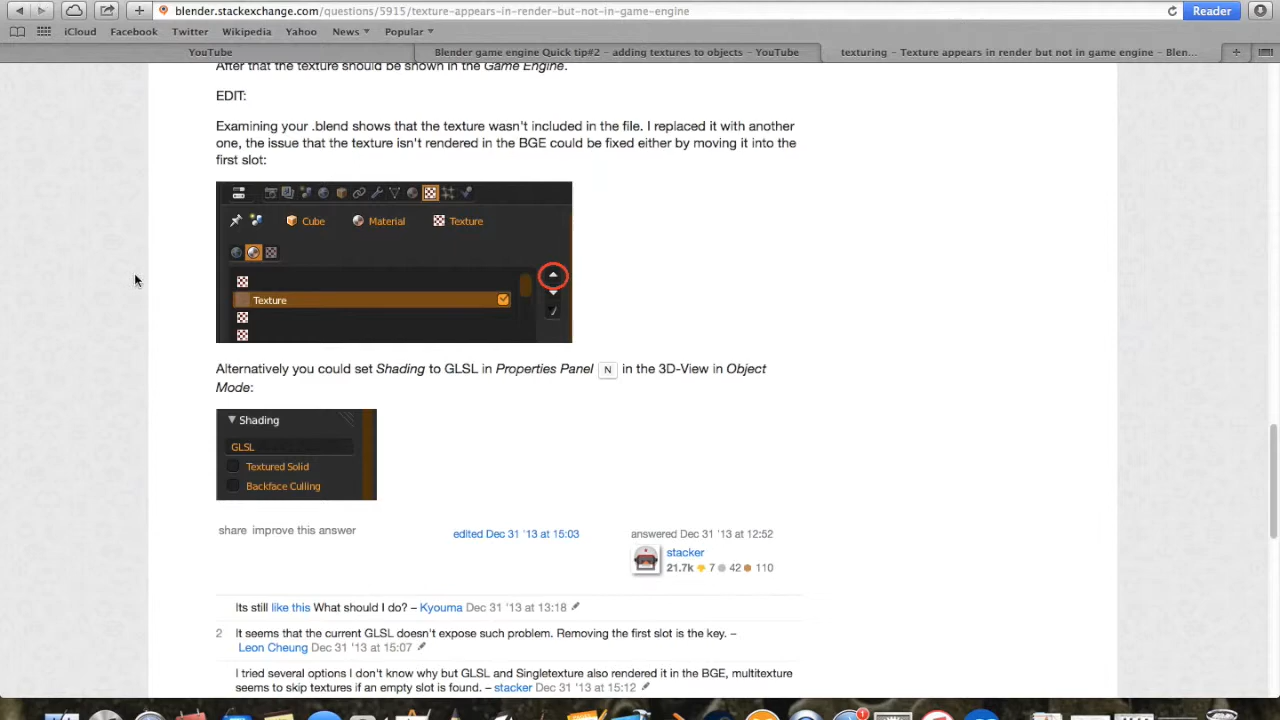 blender.stackexchange.com/questions/5915/texture-appears-in-render-but-not-in-game-engine
Reader
iCloud Facebook Twitter Wikipedia Yahoo News Popular
YouTube
Blender game engine Quick tip#2 – adding textures to objects – YouTube
texturing – Texture appears in render but not in game engine – Blen...
After that the texture should be shown in the Game Engine.
EDIT:
Examining your .blend shows that the texture wasn't included in the file. I replaced it with another
one, the issue that the texture isn't rendered in the BGE could be fixed either by moving it into the
first slot:
Cube Material Texture
Texture
Alternatively you could set Shading to GLSL in Properties Panel N in the 3D-View in Object
Mode:
Shading
GLSL
Textured Solid
Backface Culling
share improve this answer
edited Dec 31 '13 at 15:03
answered Dec 31 '13 at 12:52
stacker
21.7k 7 42 110
Its still like this What should I do? – Kyouma Dec 31 '13 at 13:18
2 It seems that the current GLSL doesn't expose such problem. Removing the first slot is the key. –
Leon Cheung Dec 31 '13 at 15:07
I tried several options I don't know why but GLSL and Singletexture also rendered it in the BGE, multitexture
seems to skip textures if an empty slot is found. – stacker Dec 31 '13 at 15:12